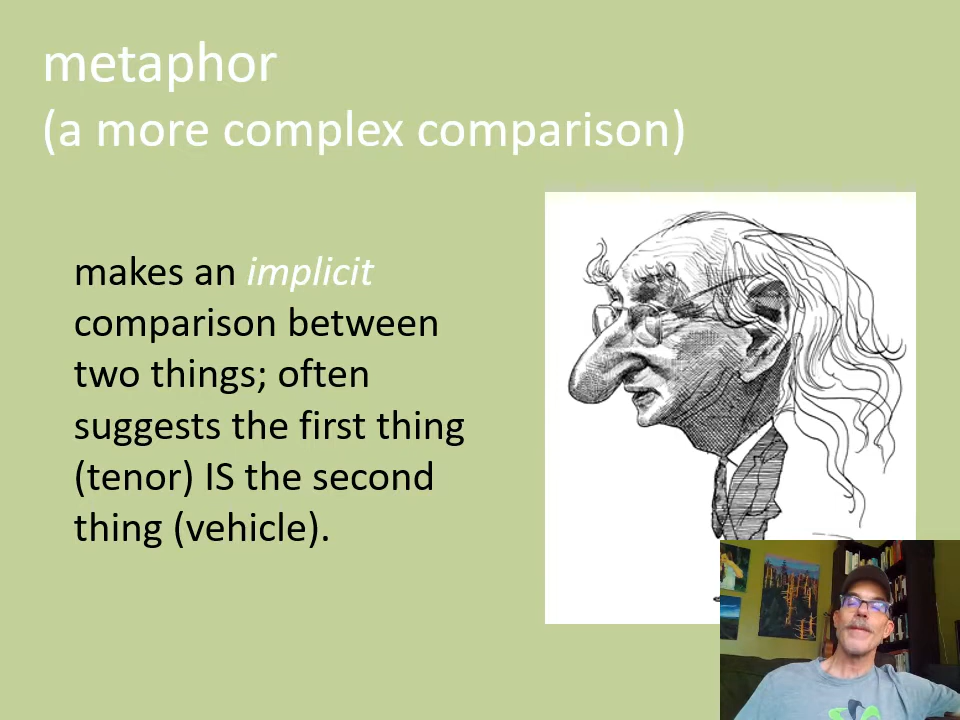 metaphor
(a more complex comparison)
makes an implicit
comparison between
two things; often
suggests the first thing
(tenor) IS the second
thing (vehicle).